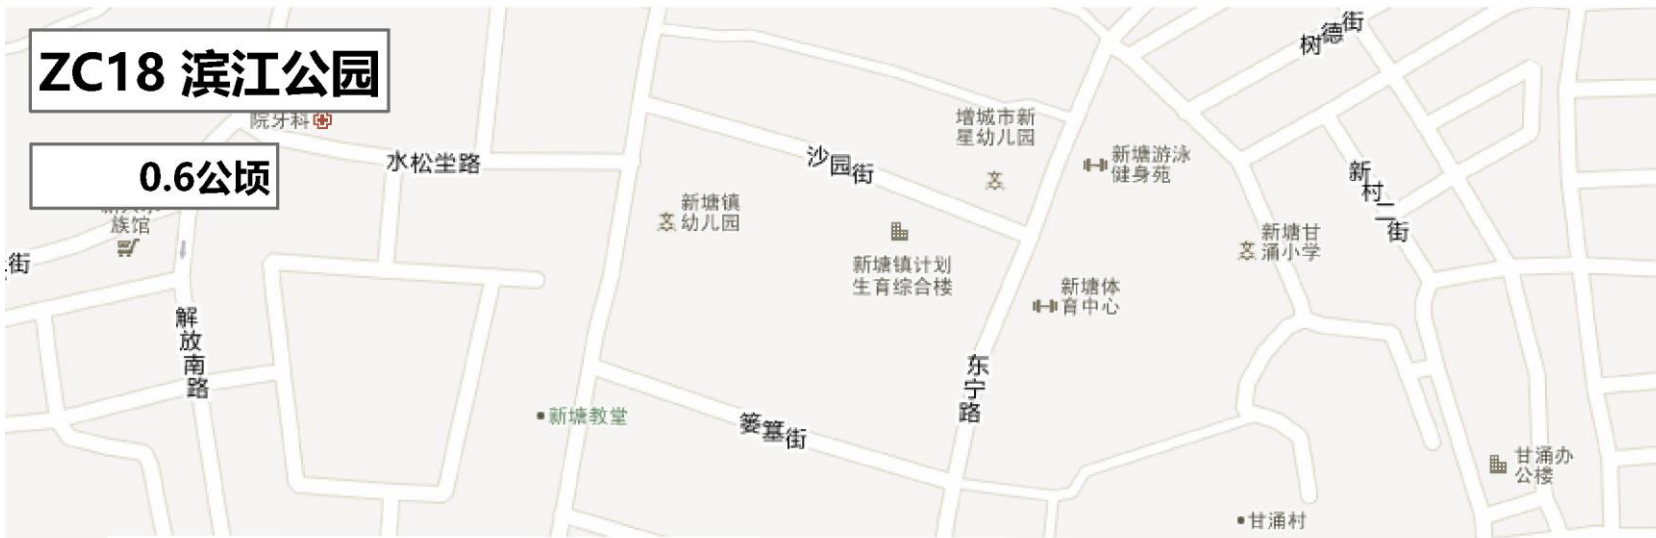 ZC18 滨江公园
院牙科
0.6公顷
族馆
街
水松坣路
解
放
南
路
新塘镇
幼儿园
新塘教堂
沙园街
增城市新
星幼儿园
新塘镇计划
生育综合楼
新塘游泳
健身苑
新塘体
育中心
东
宁
路
街
树德街
新村二街
新塘甘
涌小学
甘涌办
公楼
甘涌村